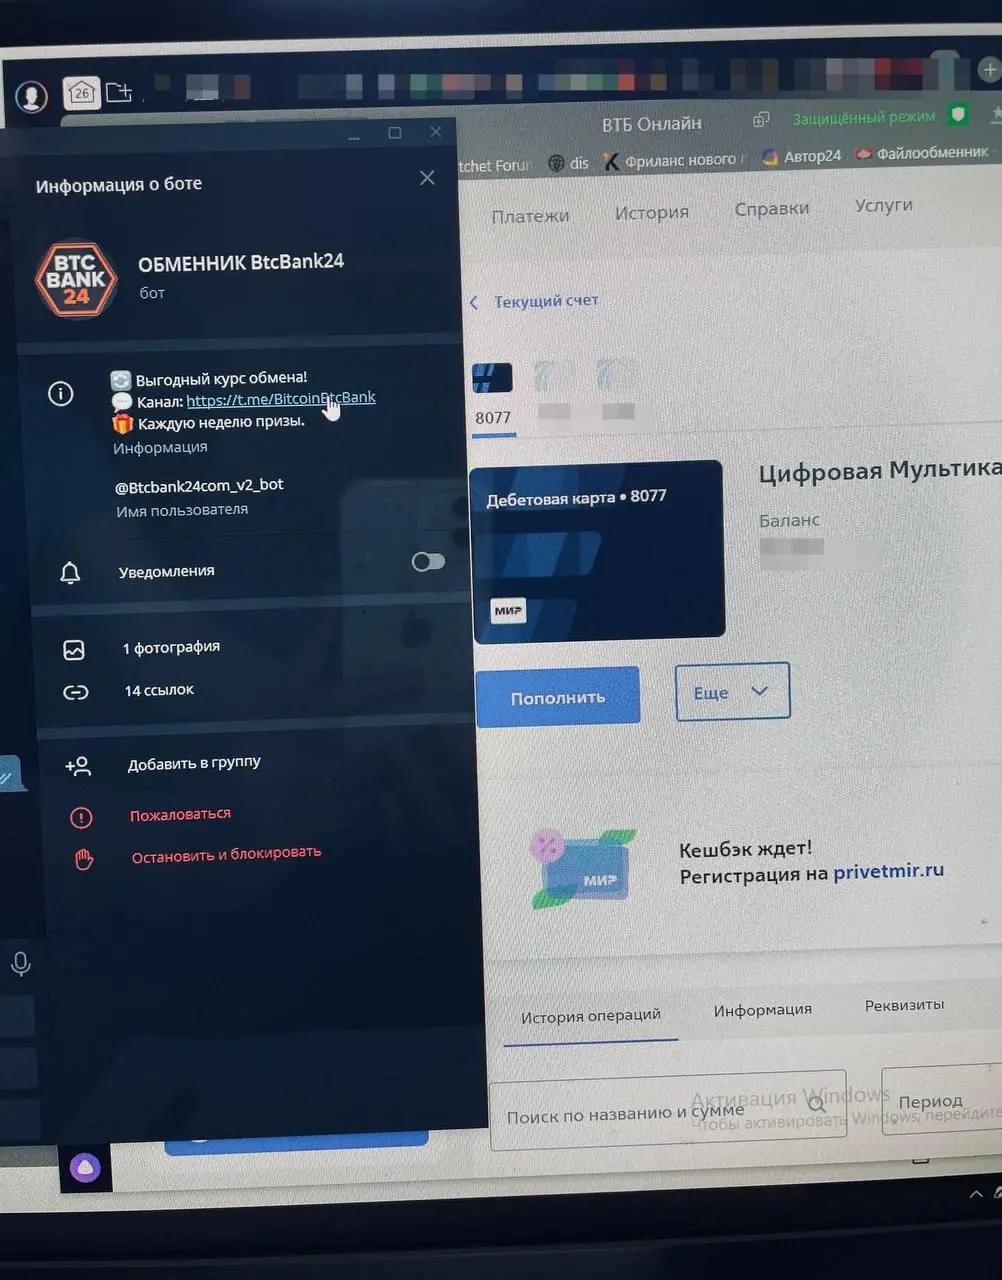 26
ВТБ Онлайн
Защищённый режим
tchet Forur
dis
Фриланс нового г
Автор24
Файлообменник
Информация о боте
BTC
BANK
24
ОБМЕННИК BtcBank24
бот
Выгодный курс обмена!
Канал: https://t.me/BitcoinBtcBank
Каждую неделю призы.
Информация
@Btcbank24com_v2_bot
Имя пользователя
Уведомления
1 фотография
14 ссылок
Добавить в группу
Пожаловаться
Остановить и блокировать
Платежи
История
Справки
Услуги
Текущий счет
8077
Дебетовая карта • 8077
МИР
Цифровая Мультика
Баланс
Пополнить
Еще
МИР
Кешбэк ждет!
Регистрация на privetmir.ru
История операций
Информация
Реквизиты
Поиск по названию и сумме
Период
Активация Windows
Чтобы активировать Windows, перейдите